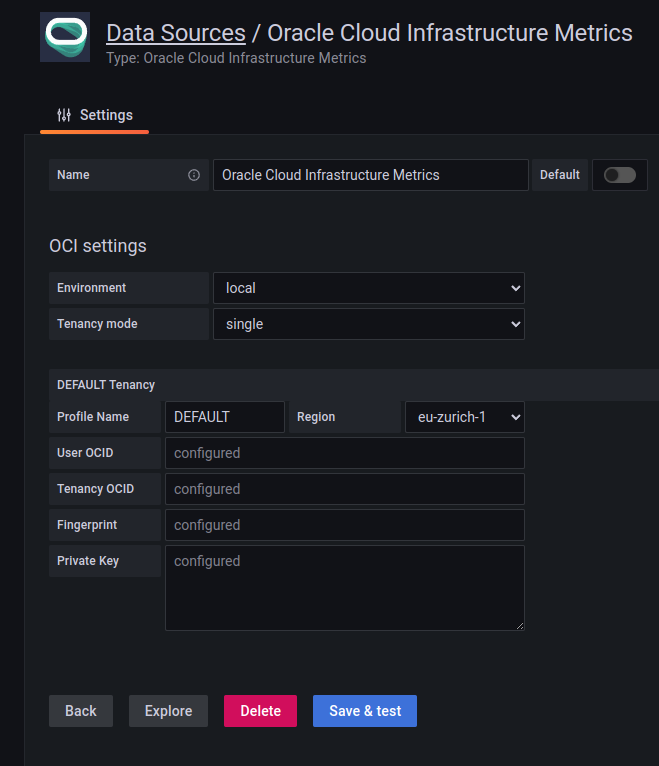 Data Sources / Oracle Cloud Infrastructure Metrics
Type: Oracle Cloud Infrastructure Metrics
Settings
Name Oracle Cloud Infrastructure Metrics Default
OCI settings
Environment local
Tenancy mode single
DEFAULT Tenancy
Profile Name DEFAULT Region eu-zurich-1
User OCID configured
Tenancy OCID configured
Fingerprint configured
Private Key configured
Back Explore Delete Save & test